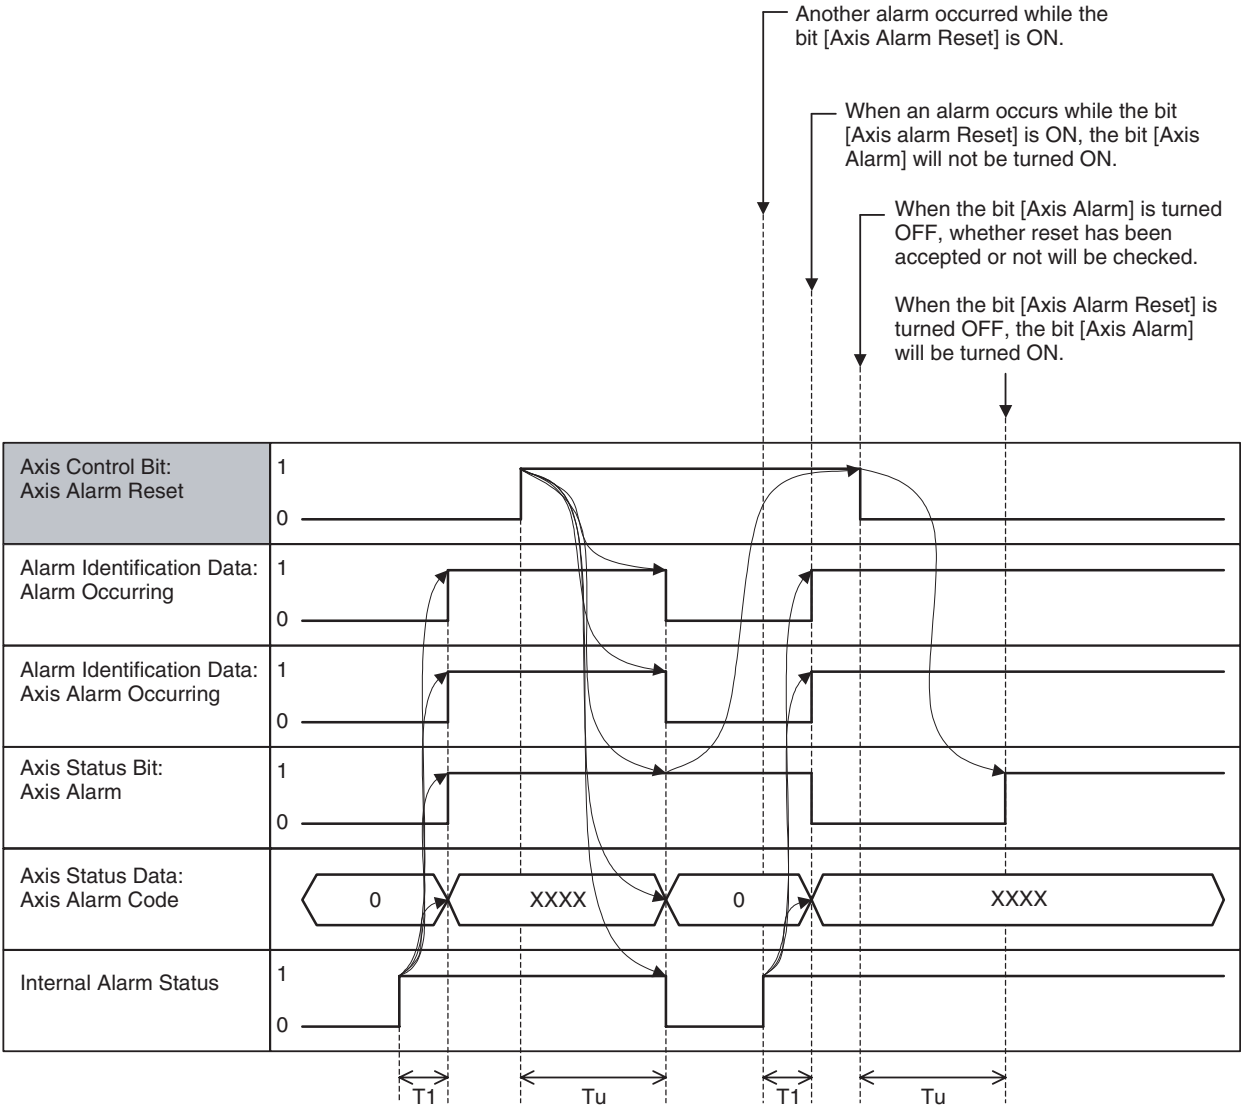 Another alarm occurred while the
bit [Axis Alarm Reset] is ON.
When an alarm occurs while the bit
[Axis alarm Reset] is ON, the bit [Axis
Alarm] will not be turned ON.
When the bit [Axis Alarm] is turned
OFF, whether reset has been
accepted or not will be checked.
When the bit [Axis Alarm Reset] is
turned OFF, the bit [Axis Alarm]
will be turned ON.
Axis Control Bit:
Axis Alarm Reset
1
0
Alarm Identification Data:
Alarm Occurring
1
0
Alarm Identification Data:
Axis Alarm Occurring
1
0
Axis Status Bit:
Axis Alarm
1
0
Axis Status Data:
Axis Alarm Code
0
XXXX
0
XXXX
Internal Alarm Status
1
0
T1
Tu
T1
Tu